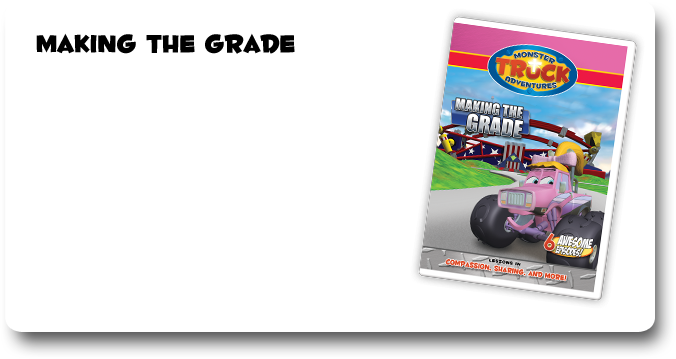 MAKING THE GRADE
MONSTER
TRUCK
ADVENTURES
MAKING THE
GRADE
6 AWESOME
EPISODES!
LESSONS IN
COMPASSION, SHARING, AND MORE!